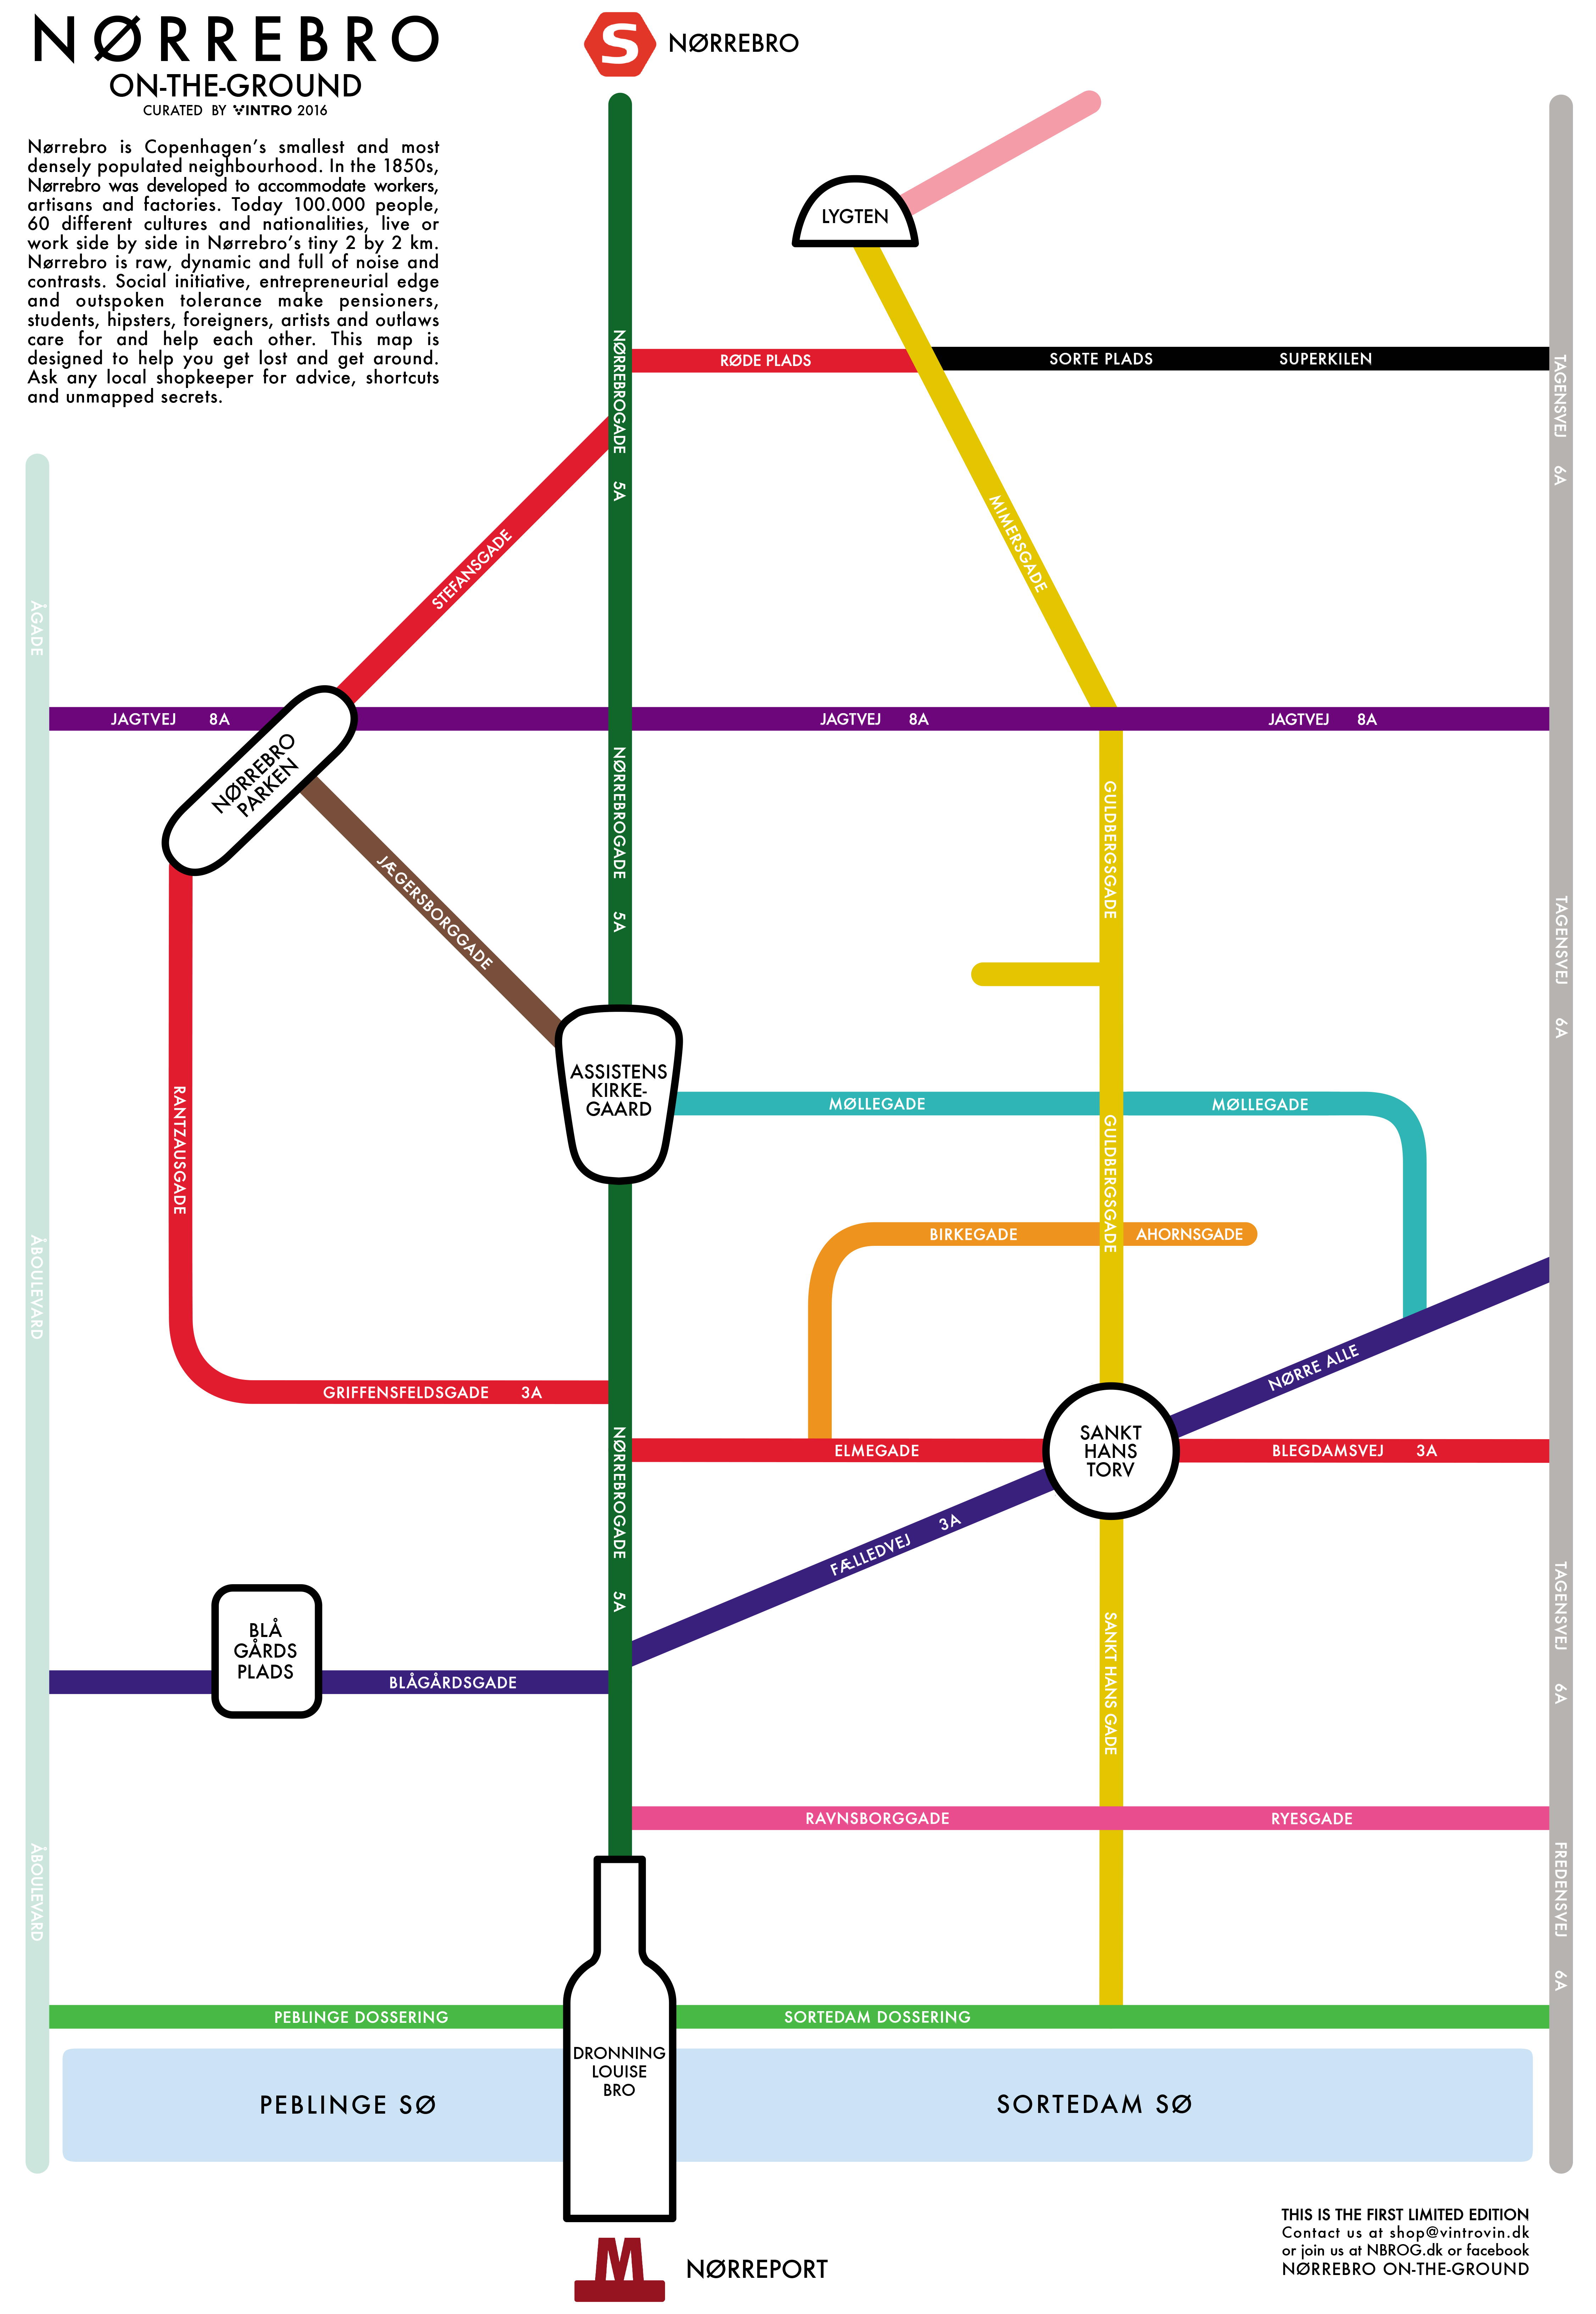 NØRREBRO
ON-THE-GROUND
CURATED BY VINTRO 2016
Nørrebro is Copenhagen's smallest and most
densely populated neighbourhood. In the 1850s,
Nørrebro was developed to accommodate workers,
artisans and factories. Today 100.000 people,
60 different cultures and nationalities, live or
work side by side in Nørrebro's tiny 2 by 2 km.
Nørrebro is raw, dynamic and full of noise and
contrasts. Social initiative, entrepreneurial edge
and outspoken tolerance make pensioners,
students, hipsters, foreigners, artists and outlaws
care for and help each other. This map is
designed to help you get lost and get around.
Ask any local shopkeeper for advice, shortcuts
and unmapped secrets.
S NØRREBRO
LYGTEN
NØRREBROGADE 5A
RØDE PLADS
SORTE PLADS SUPERKILEN
TAGENSVEJ 6A
STEFANSGADE
MIMERSGADE
ÅGADE
JAGTVEJ 8A
JAGTVEJ 8A
JAGTVEJ 8A
NØRREBRO
PARKEN
NØRREBROGADE 5A
GULDBERGSGADE
JÆGERSBORGGADE
TAGENSVEJ 6A
ASSISTENS
KIRKE-
GAARD
MØLLEGADE
MØLLEGADE
RANTZAUSGADE
GULDBERGSGADE
BIRKEGADE
AHORNSGADE
ÅBOULEVARD
NØRRE ALLE
GRIFFENSFELDSGADE 3A
NØRREBROGADE 5A
ELMEGADE
SANKT
HANS
TORV
BLEGDAMSVEJ 3A
FÆLLEDVEJ 3A
TAGENSVEJ 6A
BLÅ
GÅRDS
PLADS
BLÅGÅRDSGADE
SANKT HANS GADE
RAVNSBORGGADE
RYESGADE
ÅBOULEVARD
FREDENSVEJ 6A
PEBLINGE DOSSERING
SORTEDAM DOSSERING
DRONNING
LOUISE
BRO
PEBLINGE SØ
SORTEDAM SØ
M NØRREPORT
THIS IS THE FIRST LIMITED EDITION
Contact us at shop@vintrovin.dk
or join us at NBROG.dk or facebook
NØRREBRO ON-THE-GROUND